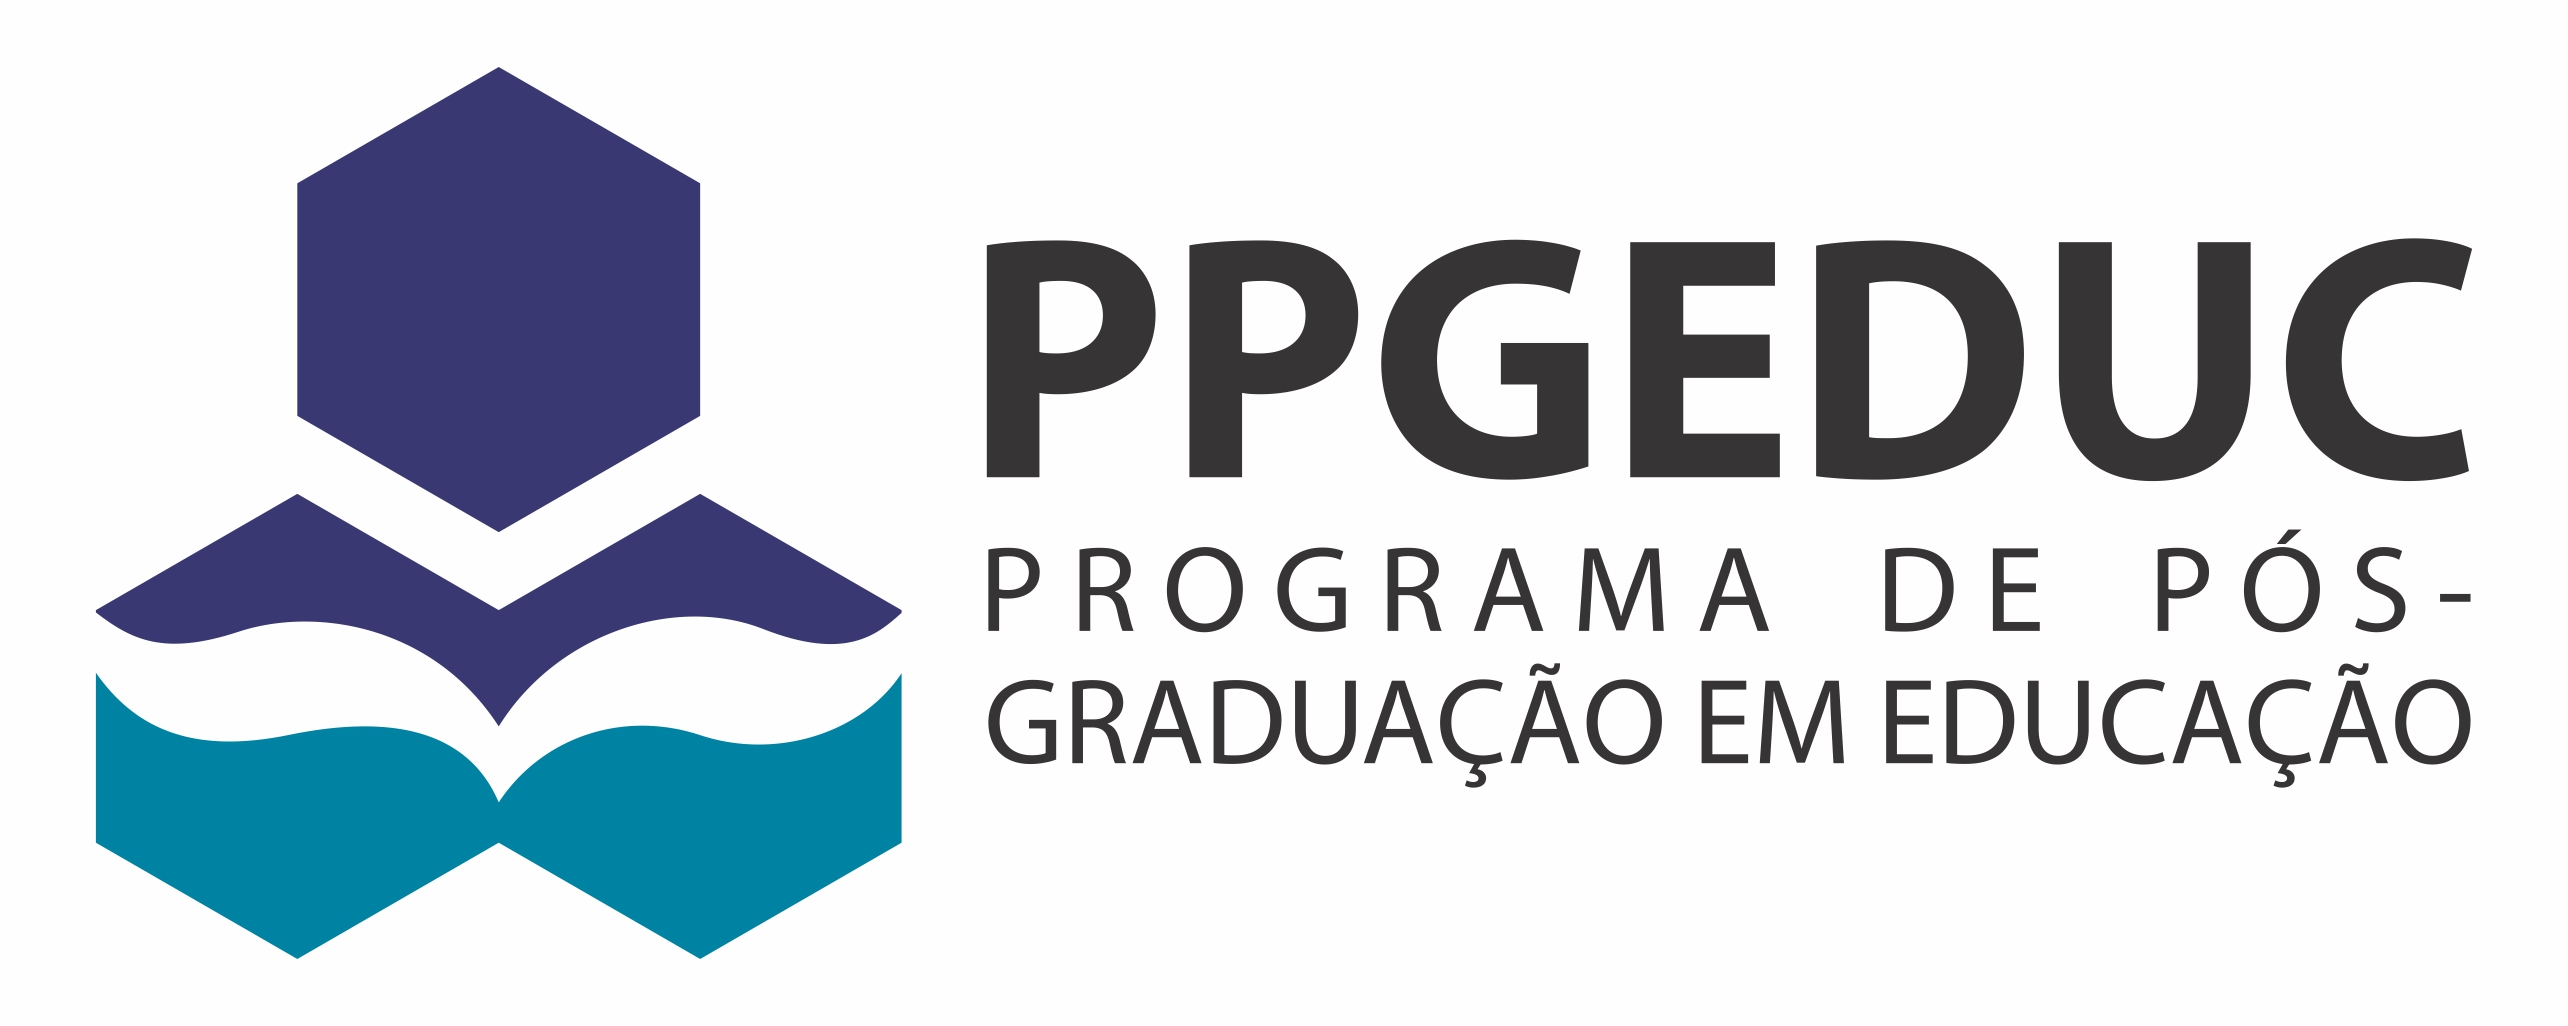 PPGEDUC
PROGRAMA DE PÓS-
GRADUAÇÃO EM EDUCAÇÃO